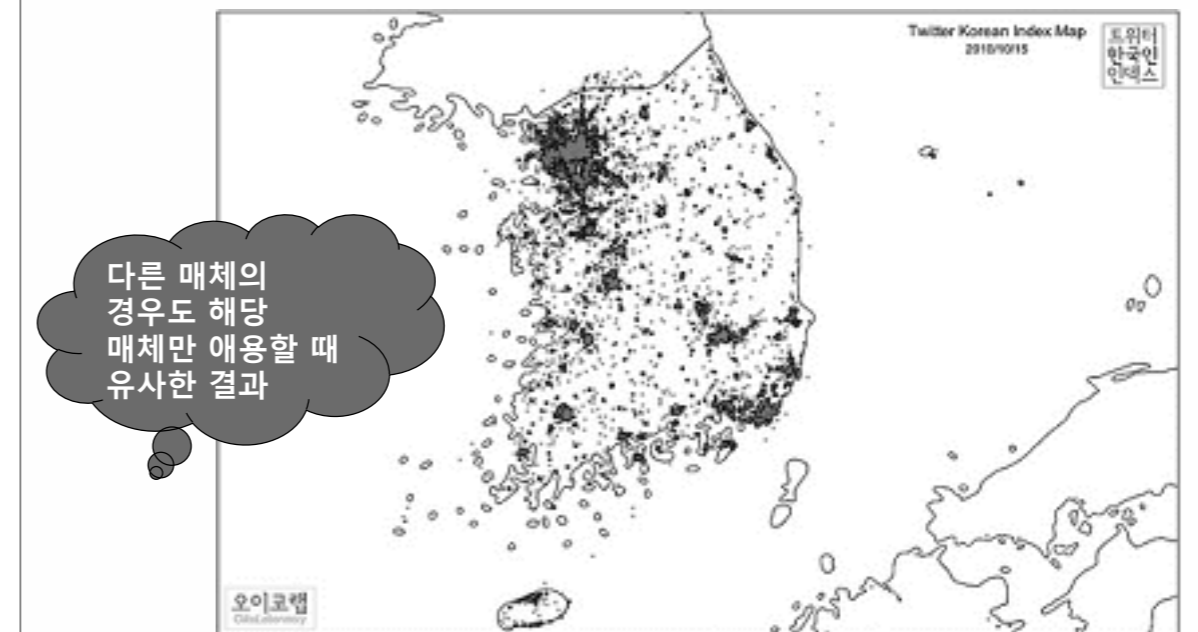 Twitter Korean Index Map
2010/10/15
트위터
한국인
인덱스
다른 매체의
경우도 해당
매체만 애용할 때
유사한 결과
오이코랩